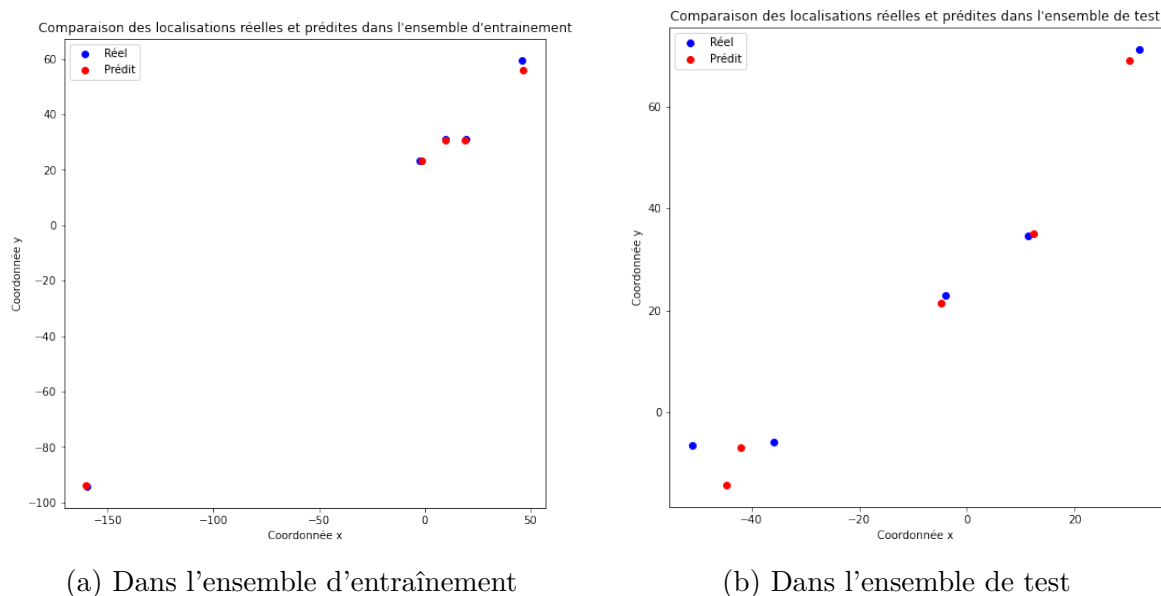 Comparaison des localisations réelles et prédites dans l'ensemble d'entrainement
Réel
Prédit
60
40
20
0
−20
−40
−60
−80
−100
Coordonnée y
−150
−100
−50
0
50
Coordonnée x
(a) Dans l'ensemble d'entraînement
Comparaison des localisations réelles et prédites dans l'ensemble de test
Réel
Prédit
60
40
20
0
Coordonnée y
−40
−20
0
20
Coordonnée x
(b) Dans l'ensemble de test